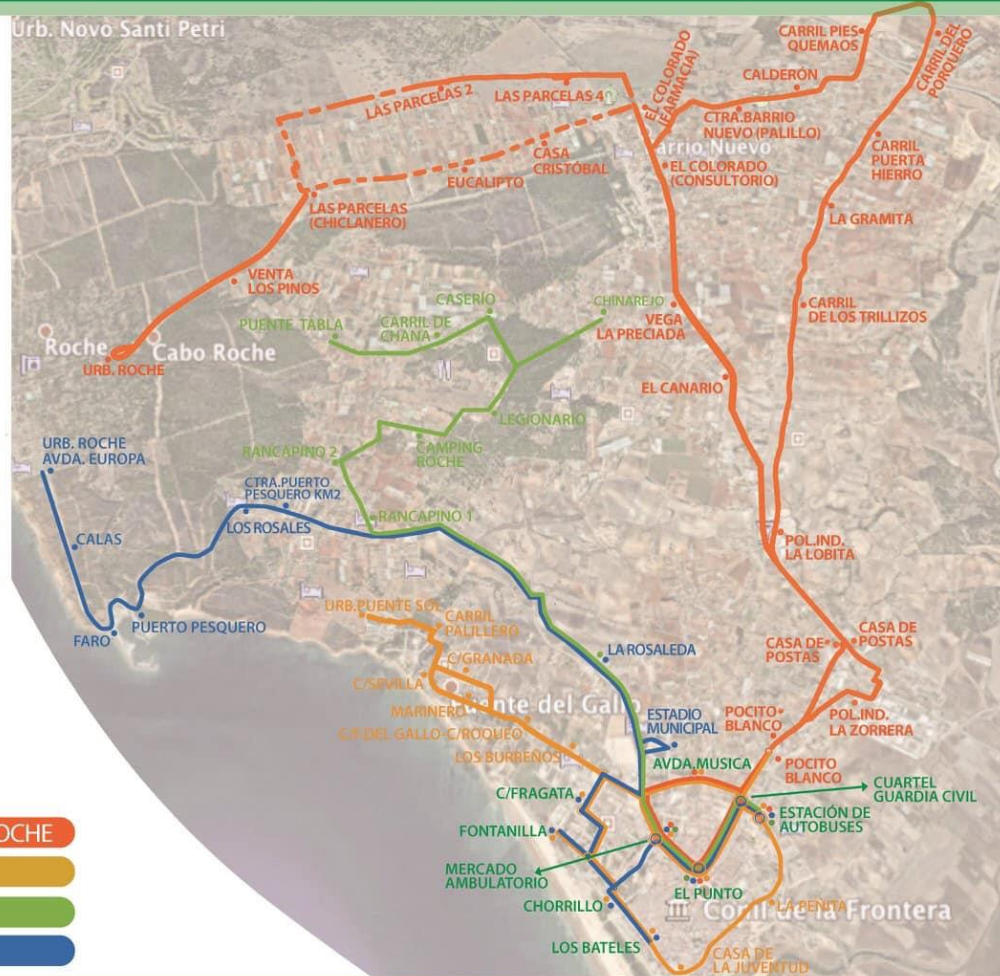 Urb. Novo Santi Petri
CARRIL PIES
QUEMAOS
CARRIL DEL
PORQUERO
CALDERÓN
EL COLORADO
(FARMACIA)
LAS PARCELAS 2
LAS PARCELAS 4
CTRA.BARRIO
NUEVO (PALILLO)
arrio Nuevo
CARRIL
PUERTA
HIERRO
CASA
CRISTÓBAL
EUCALIPTO
EL COLORADO
(CONSULTORIO)
LAS PARCELAS
(CHICLANERO)
LA GRAMITA
VENTA
LOS PINOS
CASERÍO
CHINAREJO
CARRIL
DE LOS TRILLIZOS
PUENTE TABLA
CARRIL DE
CHANA
VEGA
LA PRECIADA
Roche
Cabo Roche
URB. ROCHE
EL CANARIO
LEGIONARIO
URB. ROCHE
AVDA. EUROPA
RANCAPINO 2
CAMPING
ROCHE
CTRA.PUERTO
PESQUERO KM2
LOS ROSALES
RANCAPINO 1
CALAS
POL.IND.
LA LOBITA
URB.PUENTE SOL
CARRIL
PALILLERO
PUERTO PESQUERO
FARO
CASA DE
POSTAS
CASA DE
POSTAS
LA ROSALEDA
C/GRANADA
C/SEVILLA
MARINERO
ente del Gallo
ESTADIO
MUNICIPAL
POCITO
BLANCO
POL.IND.
LA ZORRERA
C/F.DEL GALLO-C/ROQUEO
LOS BURREÑOS
AVDA.MUSICA
POCITO
BLANCO
C/FRAGATA
CUARTEL
GUARDIA CIVIL
ESTACIÓN DE
AUTOBUSES
FONTANILLA
OCHE
MERCADO
AMBULATORIO
EL PUNTO
CHORRILLO
LA PEÑITA
Conil de la Frontera
LOS BATELES
CASA DE
LA JUVENTUD